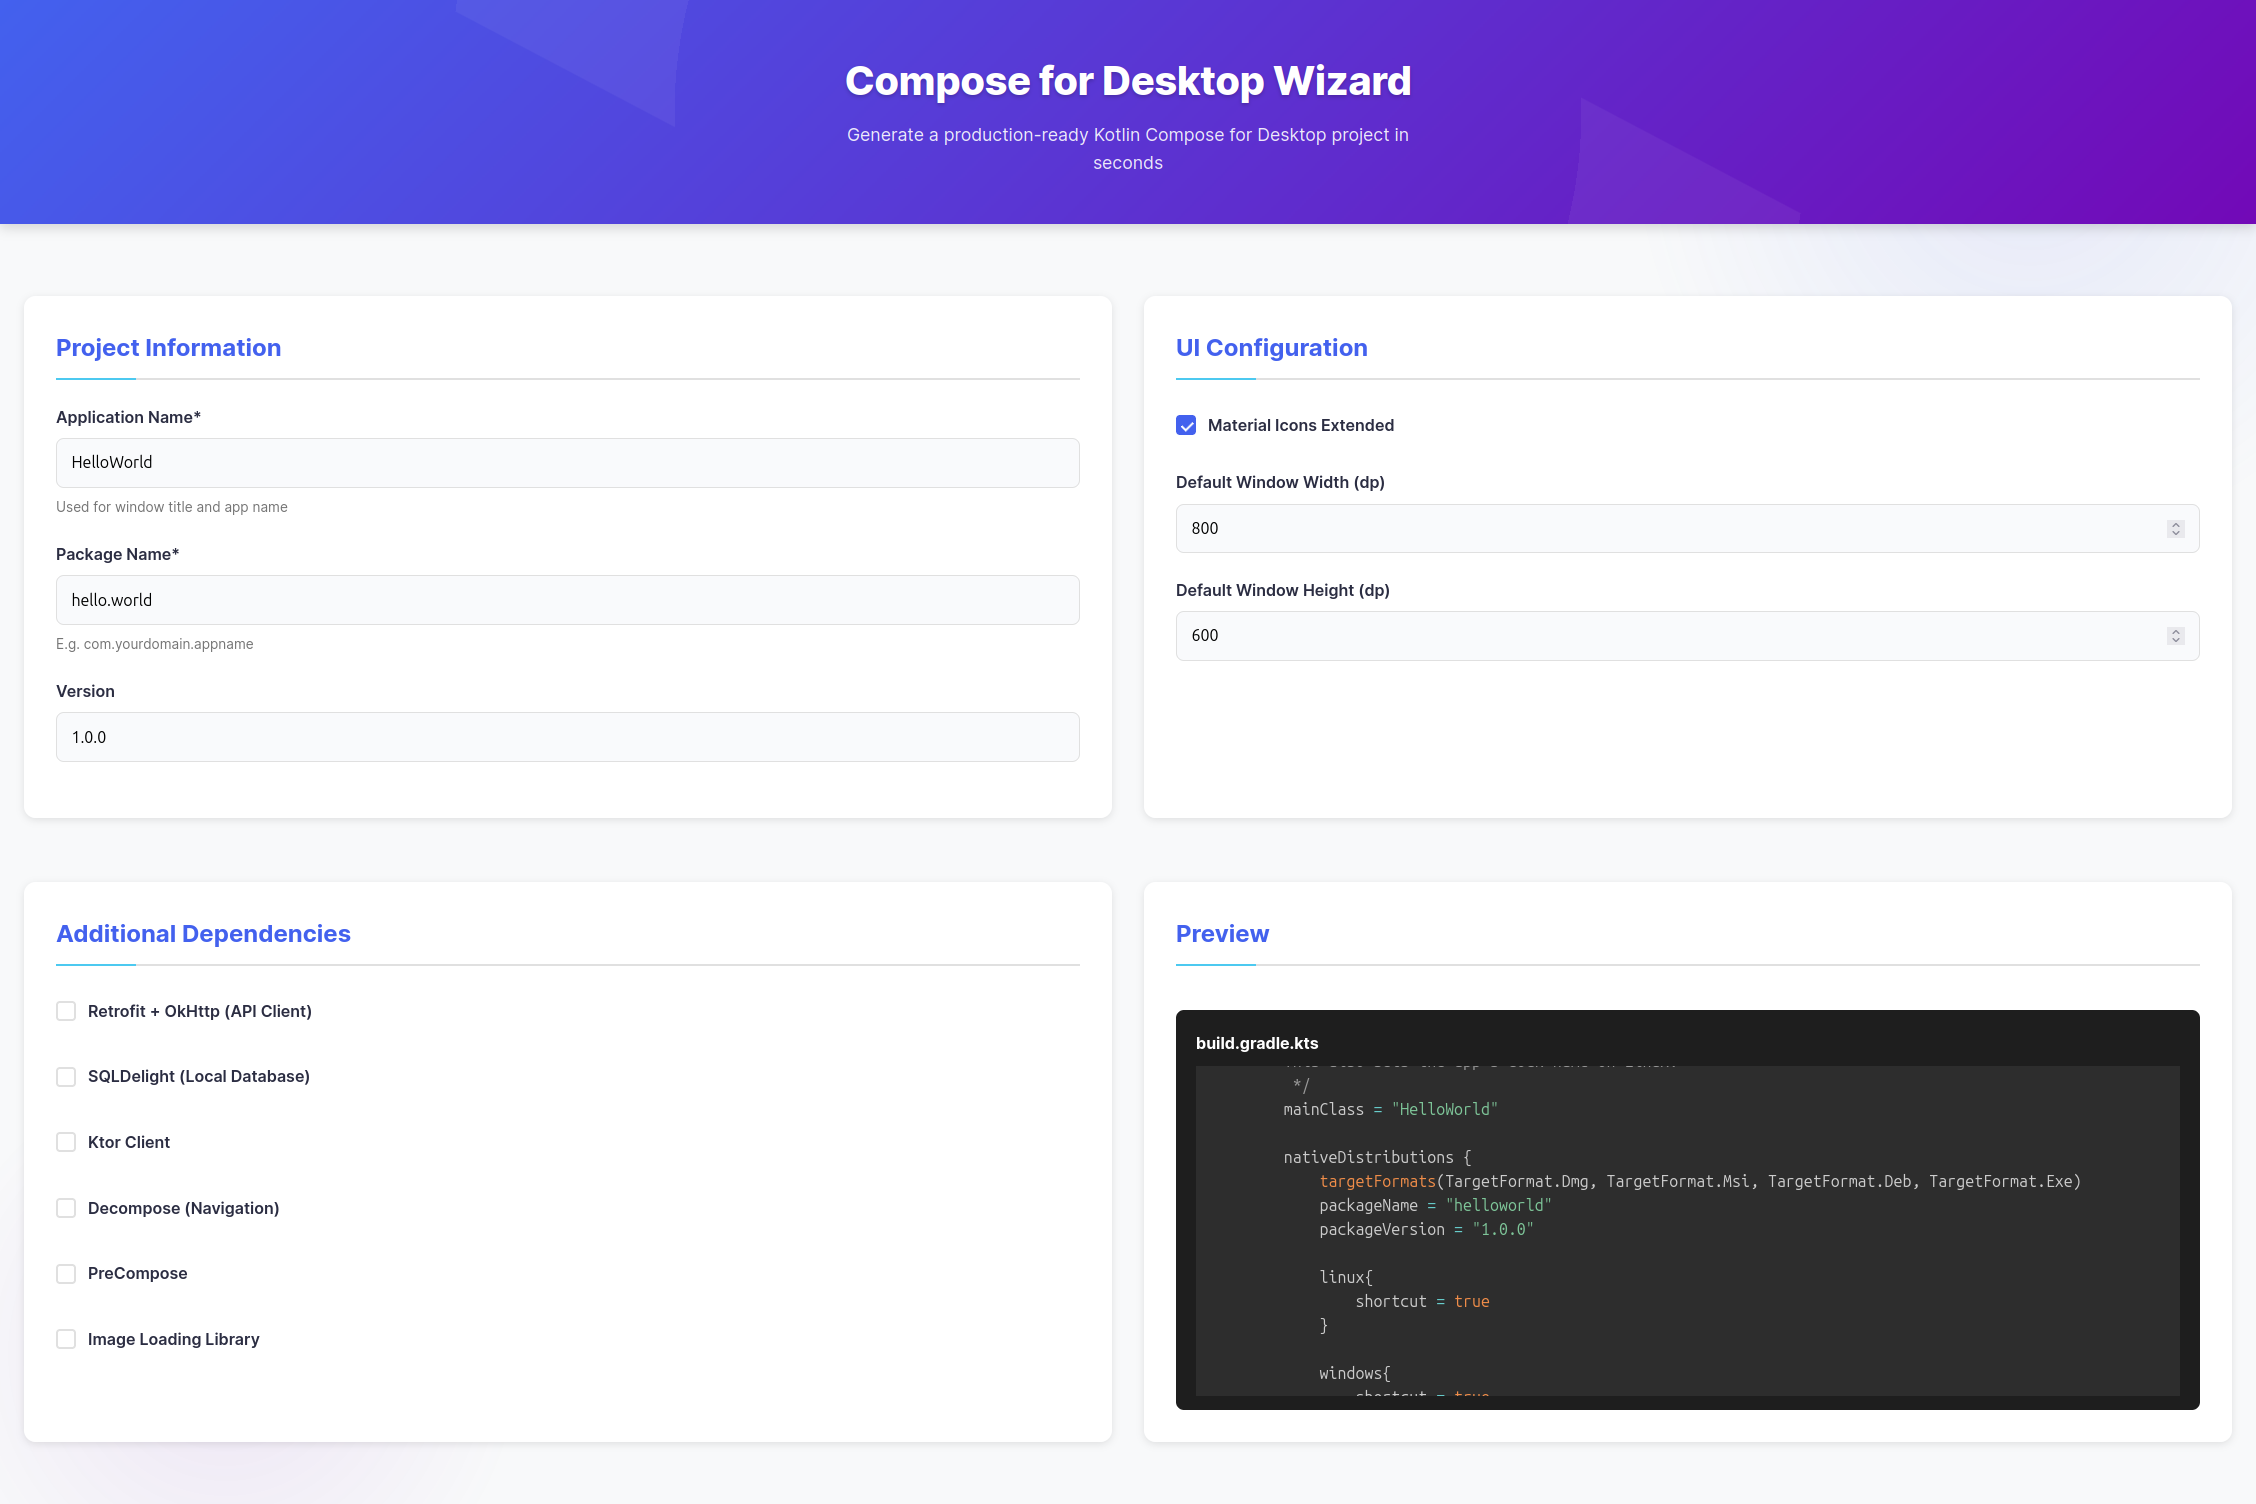 Compose for Desktop Wizard
Generate a production-ready Kotlin Compose for Desktop project in
seconds
Project Information
Application Name*
HelloWorld
Used for window title and app name
Package Name*
hello.world
E.g. com.yourdomain.appname
Version
1.0.0
UI Configuration
Material Icons Extended
Default Window Width (dp)
800
Default Window Height (dp)
600
Additional Dependencies
Retrofit + OkHttp (API Client)
SQLDelight (Local Database)
Ktor Client
Decompose (Navigation)
PreCompose
Image Loading Library
Preview
build.gradle.kts
*/
mainClass = "HelloWorld"
nativeDistributions {
targetFormats(TargetFormat.Dmg, TargetFormat.Msi, TargetFormat.Deb, TargetFormat.Exe)
packageName = "helloworld"
packageVersion = "1.0.0"
linux{
shortcut = true
}
windows{
shortcut = true